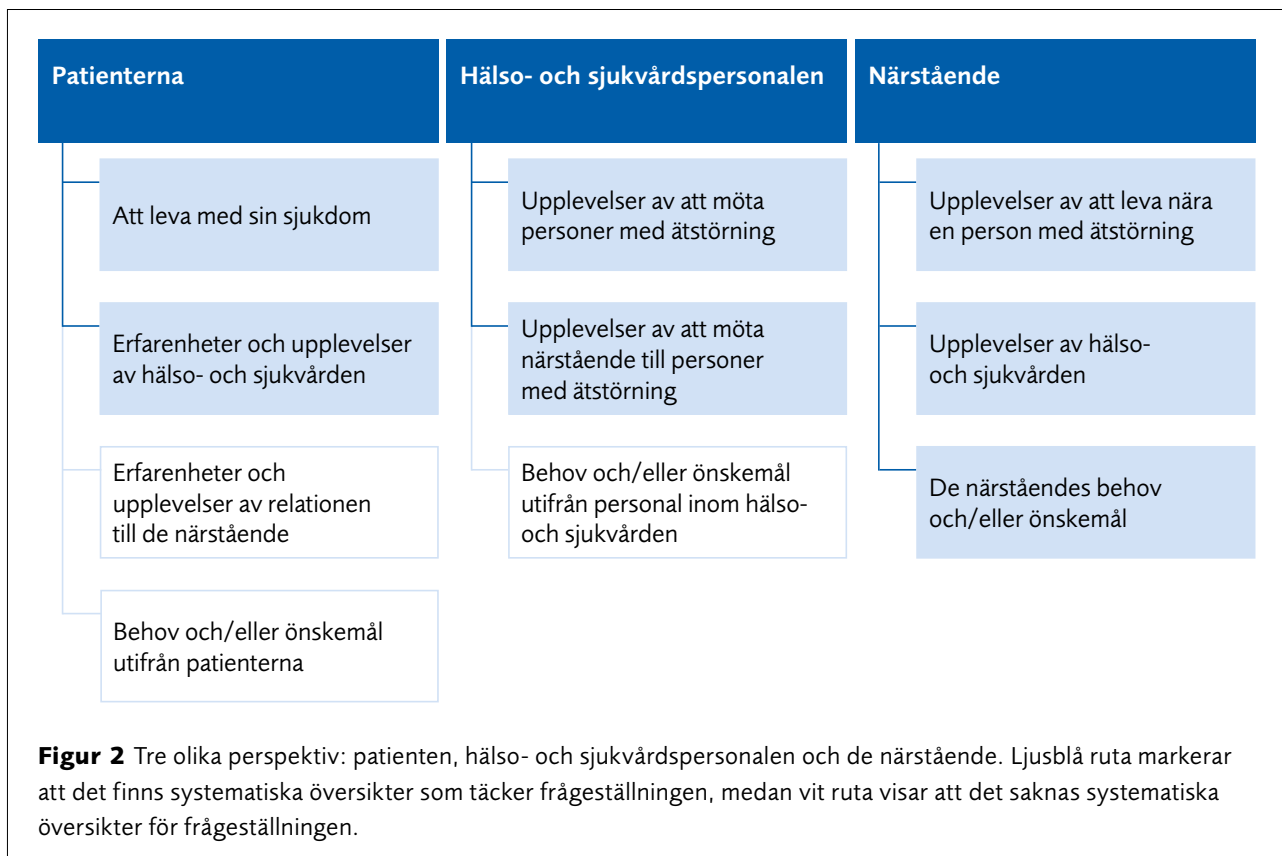 Patienterna
Att leva med sin sjukdom
Erfarenheter och upplevelser
av hälso- och sjukvården
Erfarenheter och
upplevelser av relationen
till de närstående
Behov och/eller önskemål
utifrån patienterna
Hälso- och sjukvårdspersonalen
Upplevelser av att möta
personer med ätstörning
Upplevelser av att möta
närstående till personer
med ätstörning
Behov och/eller önskemål
utifrån personal inom hälso-
och sjukvården
Närstående
Upplevelser av att leva nära
en person med ätstörning
Upplevelser av hälso-
och sjukvården
De närståendes behov
och/eller önskemål
Figur 2 Tre olika perspektiv: patienten, hälso- och sjukvårdspersonalen och de närstående. Ljusblå ruta markerar
att det finns systematiska översikter som täcker frågeställningen, medan vit ruta visar att det saknas systematiska
översikter för frågeställningen.